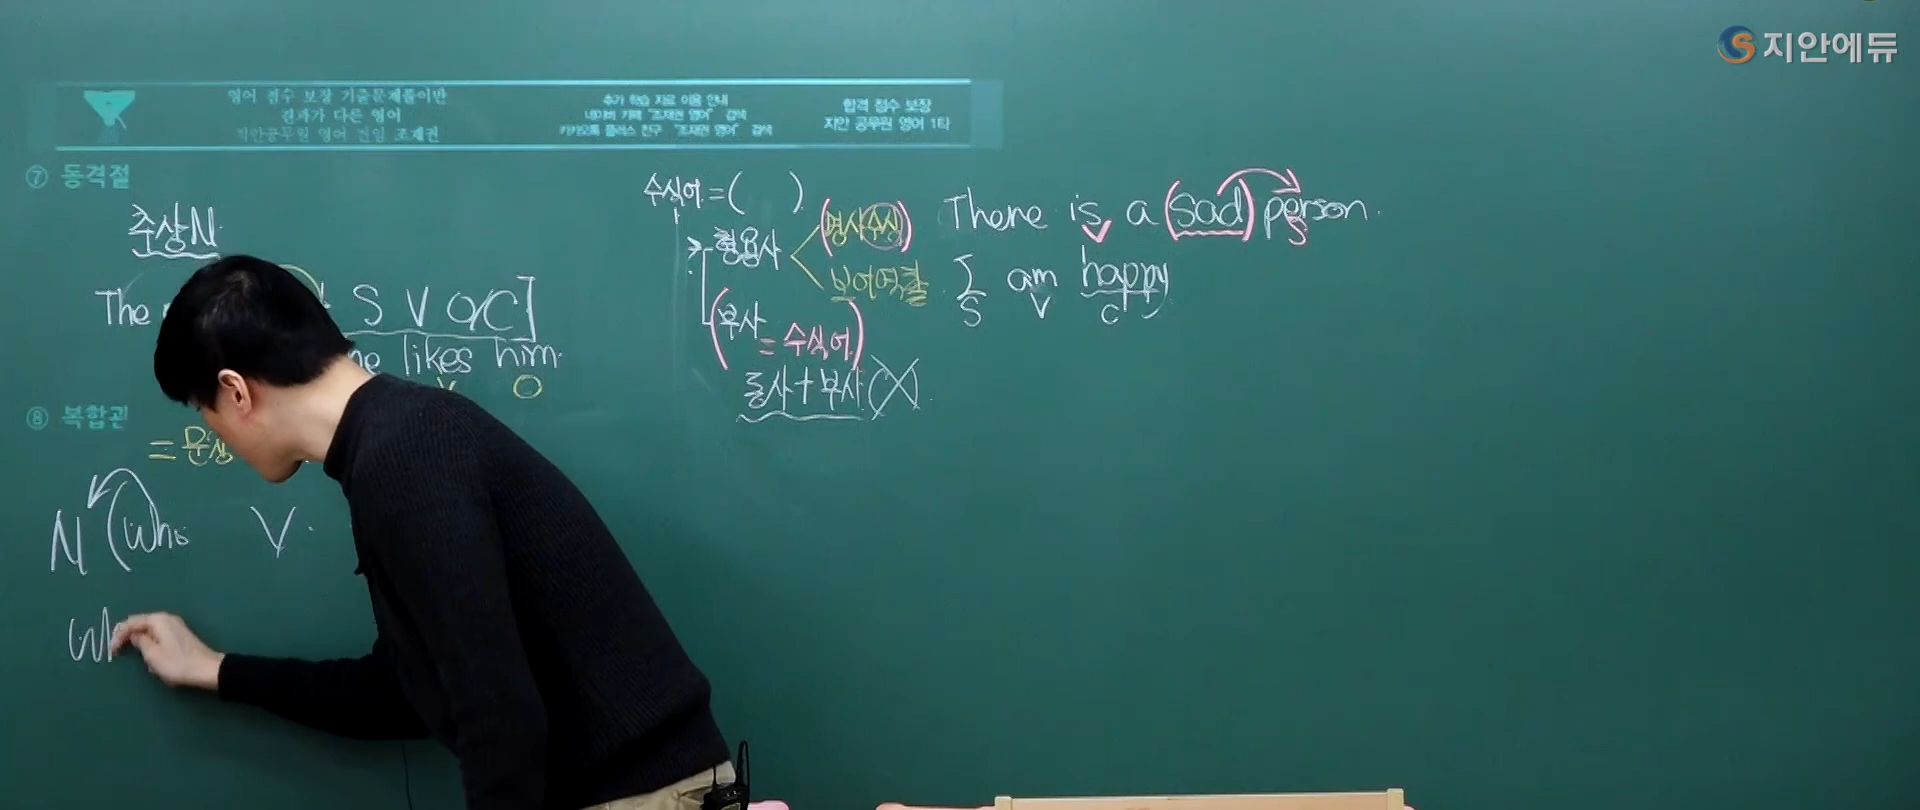 지안에듀
영어 점수 보장 기출문제풀이반
결과가 다른 영어
지안공무원 영어 전임 조재권
추가 학습 자료 이용 안내
네이버 카페 "조재권 영어" 검색
카카오톡 플러스 친구 "조재권 영어" 검색
합격 점수 보장
지안 공무원 영어 1타
⑦ 동격절
추상N
The
S V O/C]
likes him.
V O
⑧ 복합관
=
N (Who V.
Wh
수식어 = ( )
형용사
(명사수식)
보어역할
(부사 = 수식어)
동사+부사(X)
There is a (sad) person.
V S
I am happy
S V C